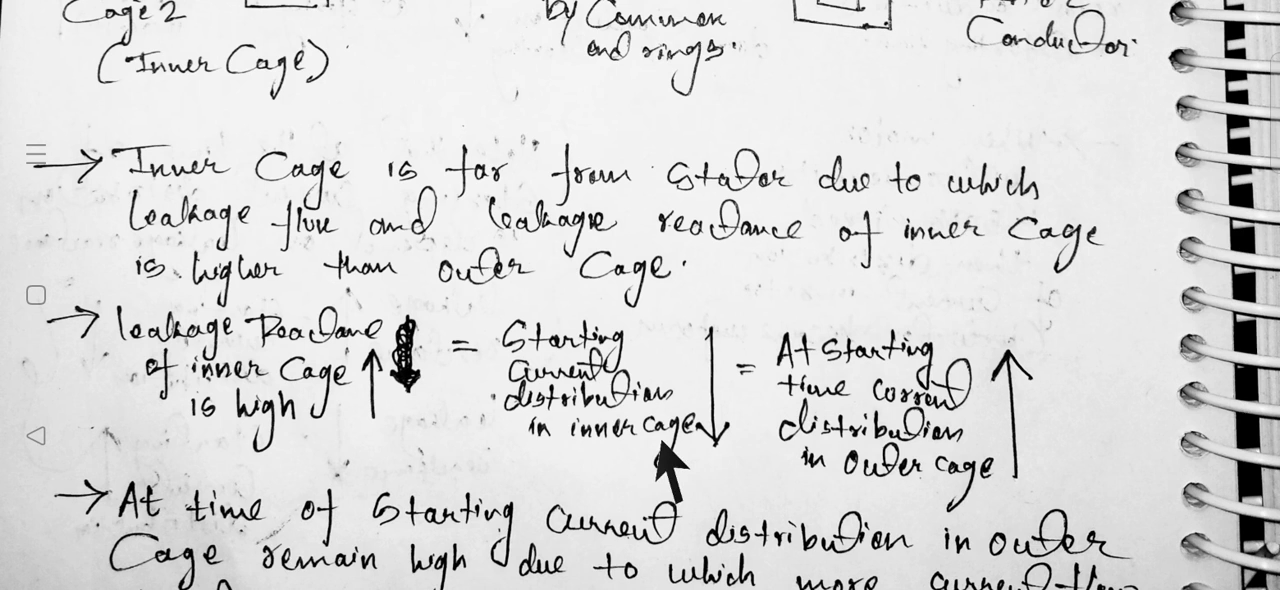 Cage 2
(Inner Cage)
by Common
end rings.
Conductor.
→ Inner Cage is far from Stator due to which
leakage flux and leakage reactance of inner Cage
is higher than outer Cage.
→ leakage Reactance
of inner Cage ↑
is high
= Starting
Current
distribution
in inner cage ↓
= At Starting
time current
distribution
in outer cage ↑
→ At time of Starting Current distribution in outer
Cage remain high due to which more current flow